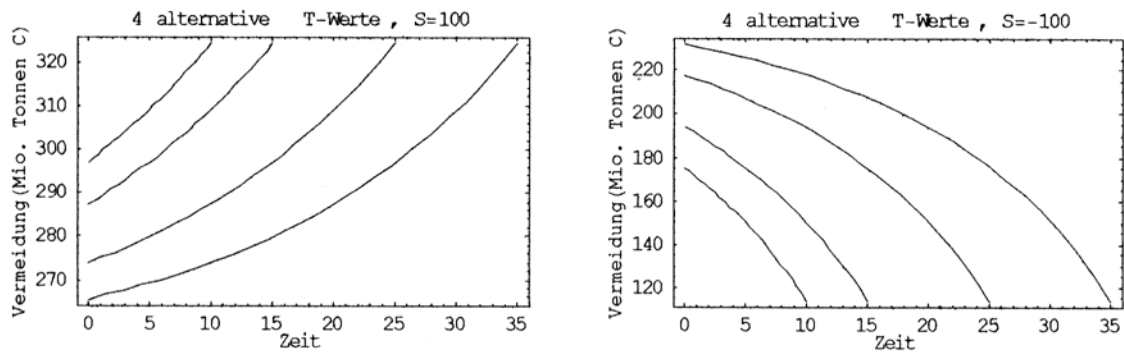 4 alternative T-Werte , S=100
Vermeidung(Mio. Tonnen C)
320
310
300
290
280
270
0 5 10 15 20 25 30 35
Zeit
4 alternative T-Werte , S=-100
Vermeidung(Mio. Tonnen C)
220
200
180
160
140
120
0 5 10 15 20 25 30 35
Zeit